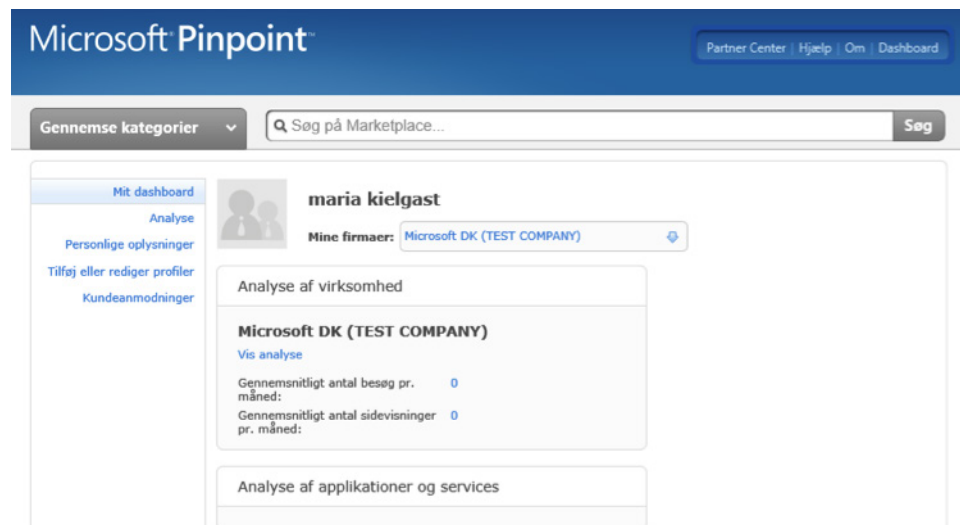 Microsoft® Pinpoint™
Partner Center | Hjælp | Om | Dashboard
Gennemse kategorier
Søg på Marketplace...
Søg
Mit dashboard
Analyse
Personlige oplysninger
Tilføj eller rediger profiler
Kundeanmodninger
maria kielgast
Mine firmaer: Microsoft DK (TEST COMPANY)
Analyse af virksomhed
Microsoft DK (TEST COMPANY)
Vis analyse
Gennemsnitligt antal besøg pr. 0
måned:
Gennemsnitligt antal sidevisninger 0
pr. måned:
Analyse af applikationer og services